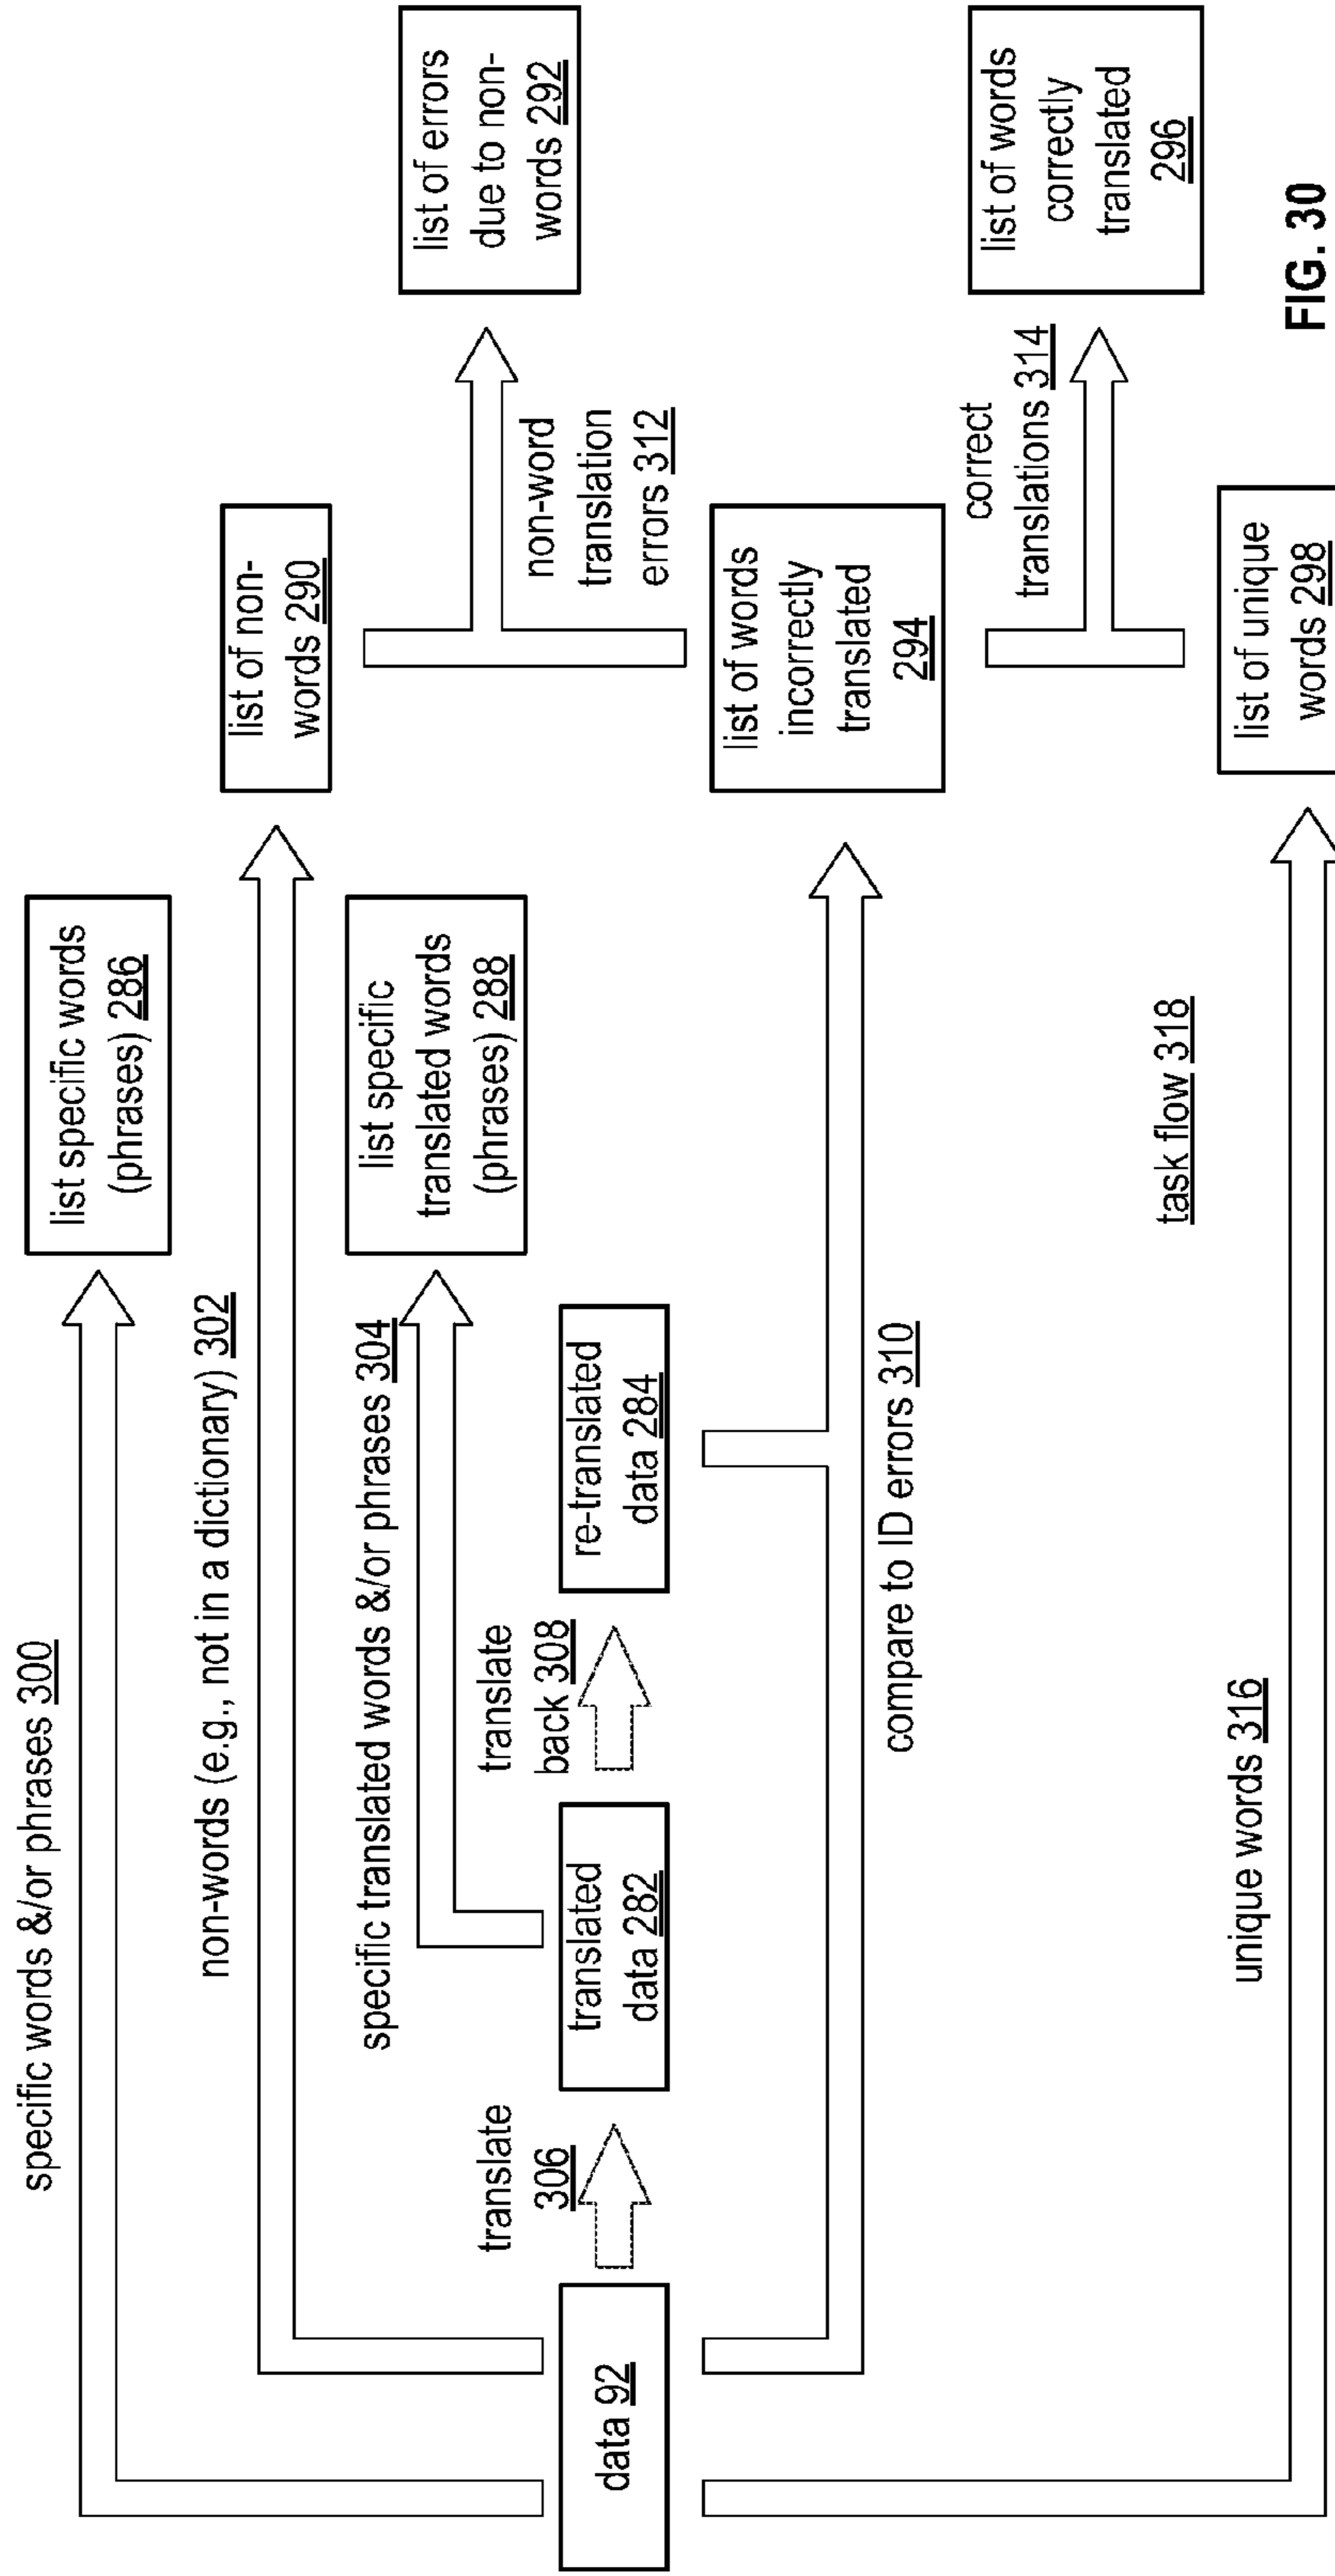 specific words &/or phrases 300
list specific words
(phrases) 286
non-words (e.g., not in a dictionary) 302
list of non-
words 290
specific translated words &/or phrases 304
list specific
translated words
(phrases) 288
list of errors
due to non-
words 292
non-word
translation
errors 312
translate
306
translate
back 308
data 92
translated
data 282
re-translated
data 284
list of words
incorrectly
translated
294
compare to ID errors 310
correct
translations 314
list of words
correctly
translated
296
task flow 318
unique words 316
list of unique
words 298
FIG. 30